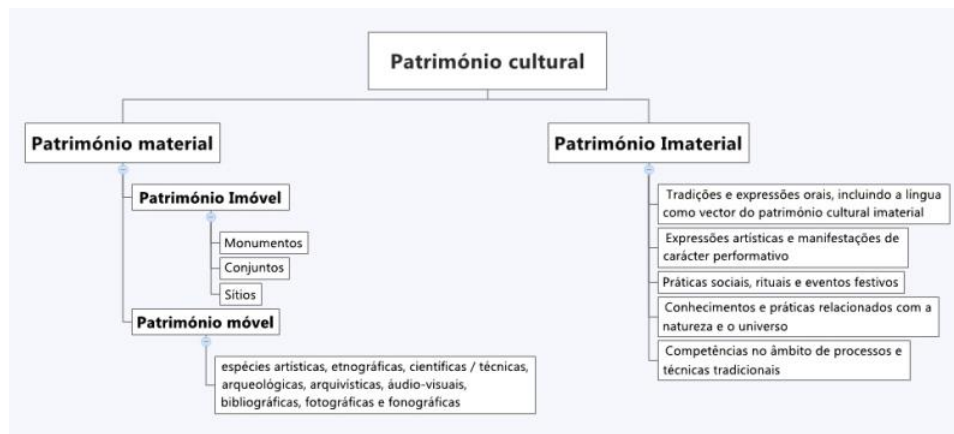 Património cultural
Património material
Património Imóvel
Monumentos
Conjuntos
Sítios
Património móvel
espécies artísticas, etnográficas, científicas / técnicas,
arqueológicas, arquivísticas, áudio-visuais,
bibliográficas, fotográficas e fonográficas
Património Imaterial
Tradições e expressões orais, incluindo a língua
como vector do património cultural imaterial
Expressões artísticas e manifestações de
carácter performativo
Práticas sociais, rituais e eventos festivos
Conhecimentos e práticas relacionados com a
natureza e o universo
Competências no âmbito de processos e
técnicas tradicionais